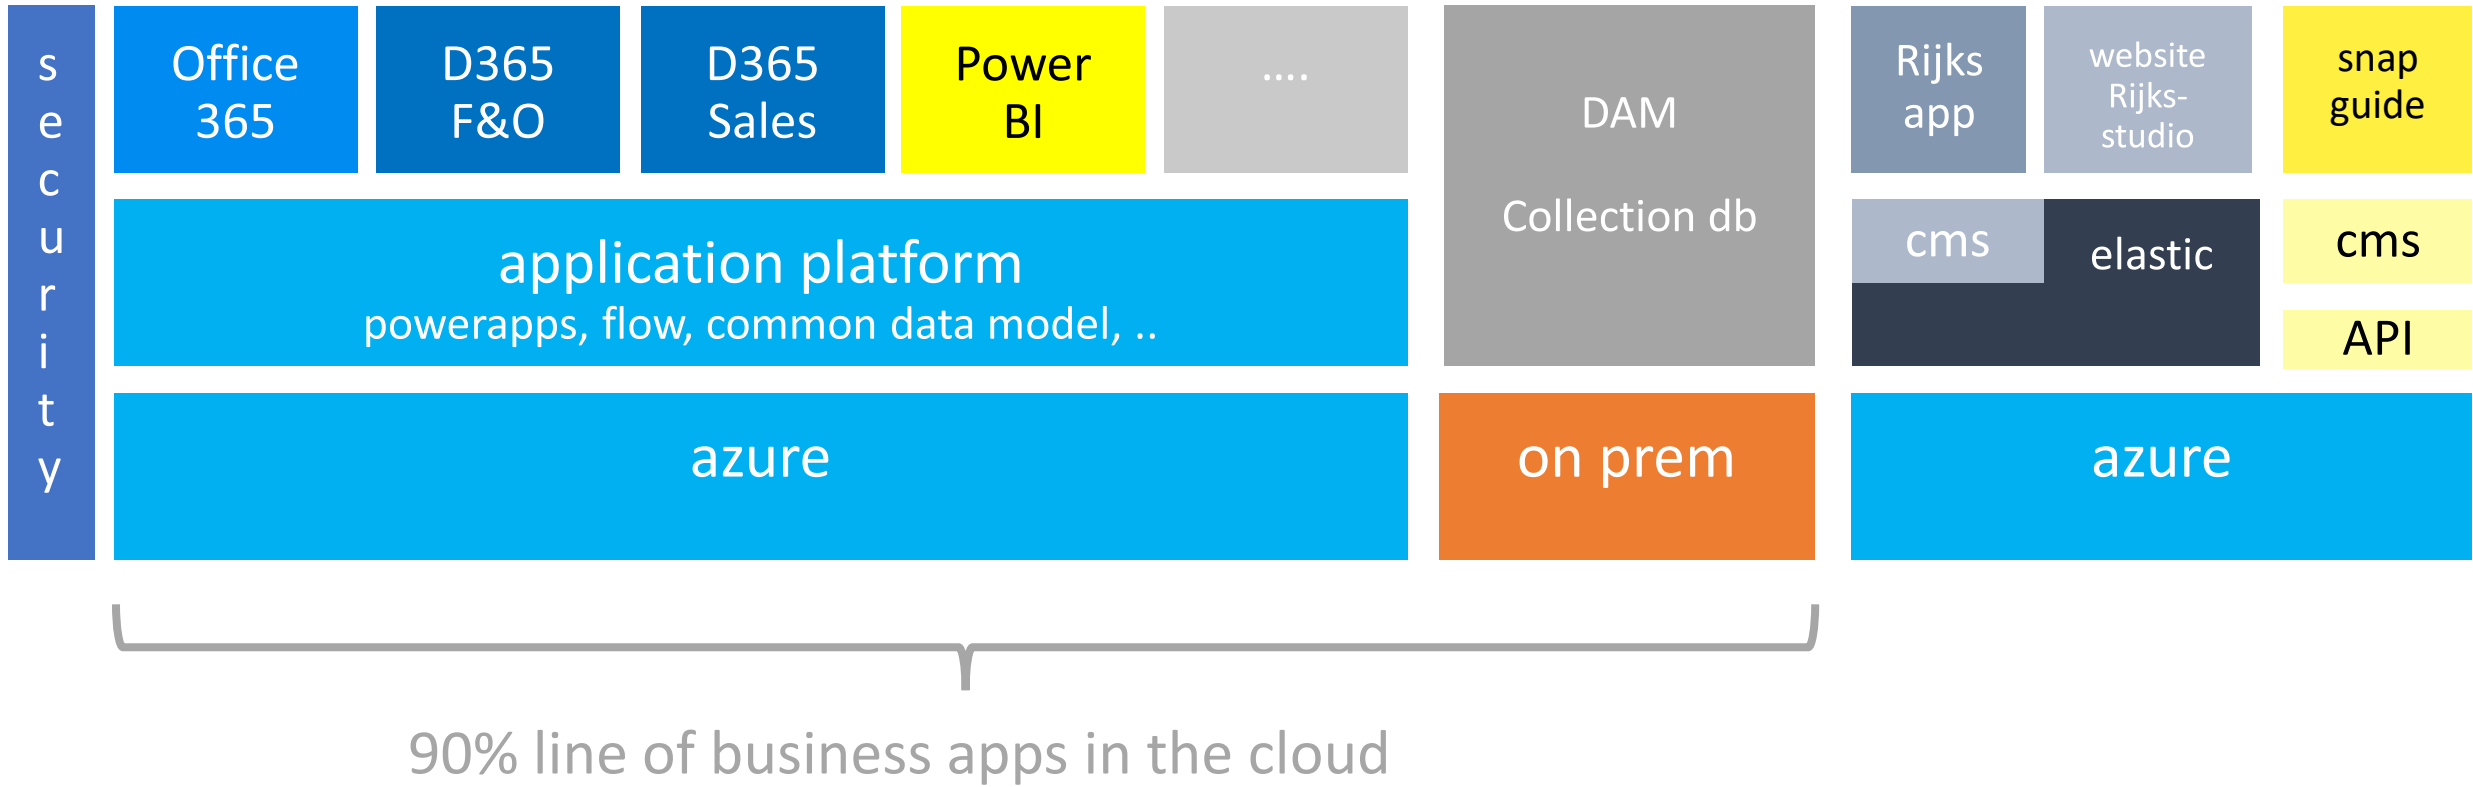 security
Office
365
D365
F&O
D365
Sales
Power
BI
....
DAM
Collection db
Rijks
app
website
Rijks-
studio
snap
guide
application platform
powerapps, flow, common data model, ..
cms
elastic
cms
API
azure
on prem
azure
90% line of business apps in the cloud